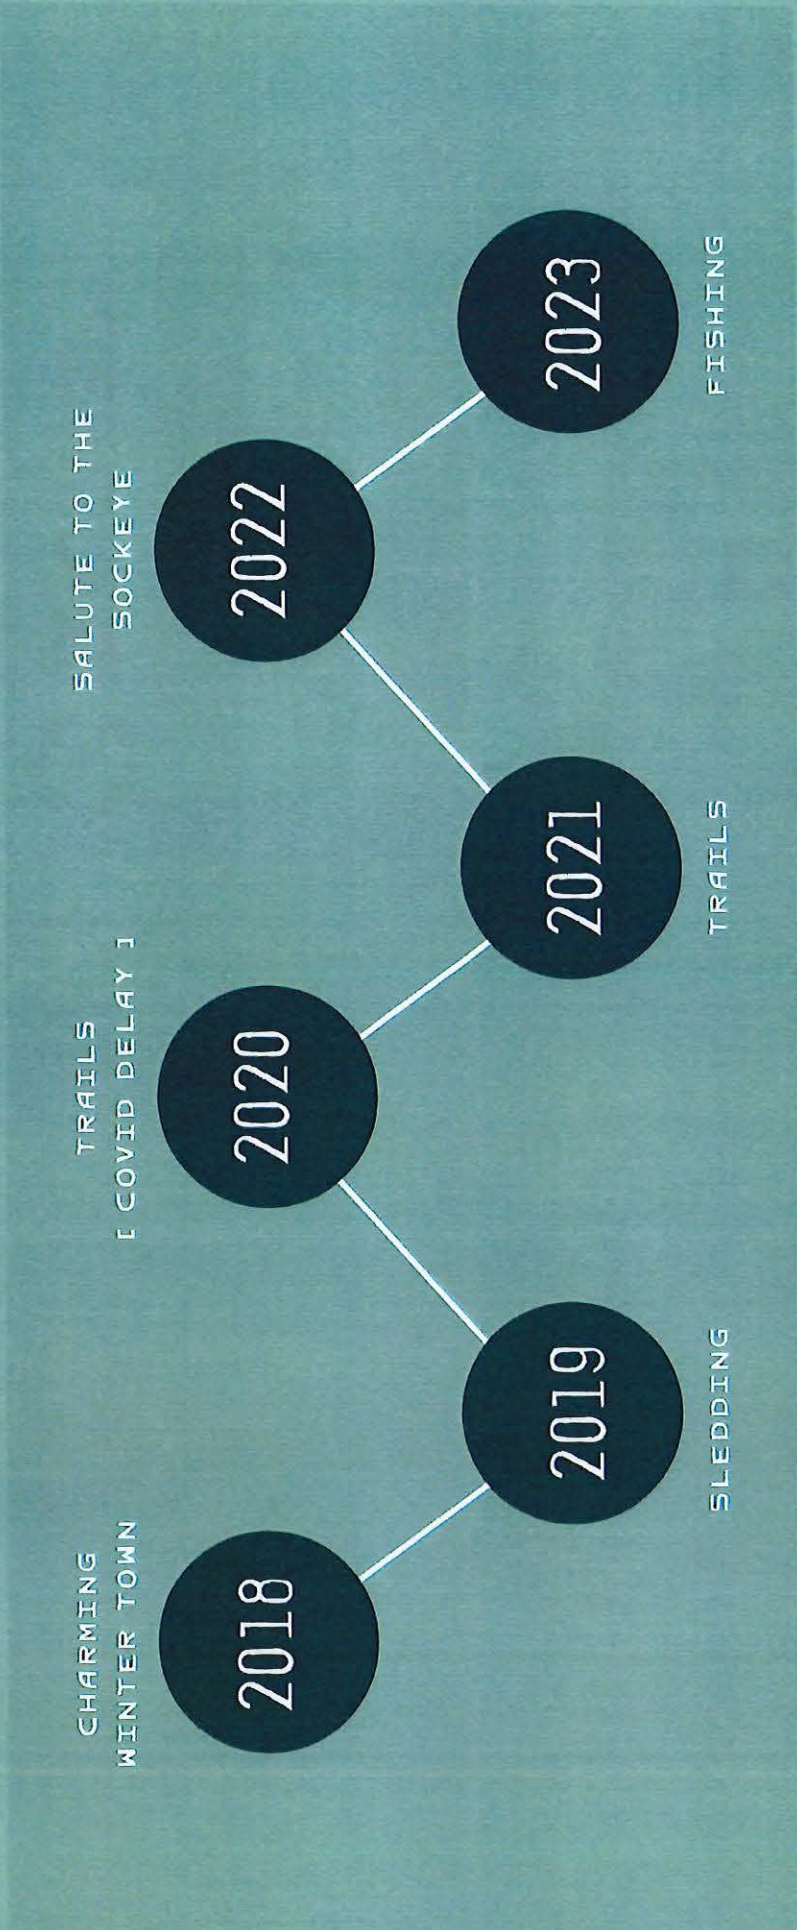 CHARMING
WINTER TOWN
2018
2019
SLEDDING
TRAILS
[ COVID DELAY ]
2020
2021
TRAILS
SALUTE TO THE
SOCKEYE
2022
2023
FISHING